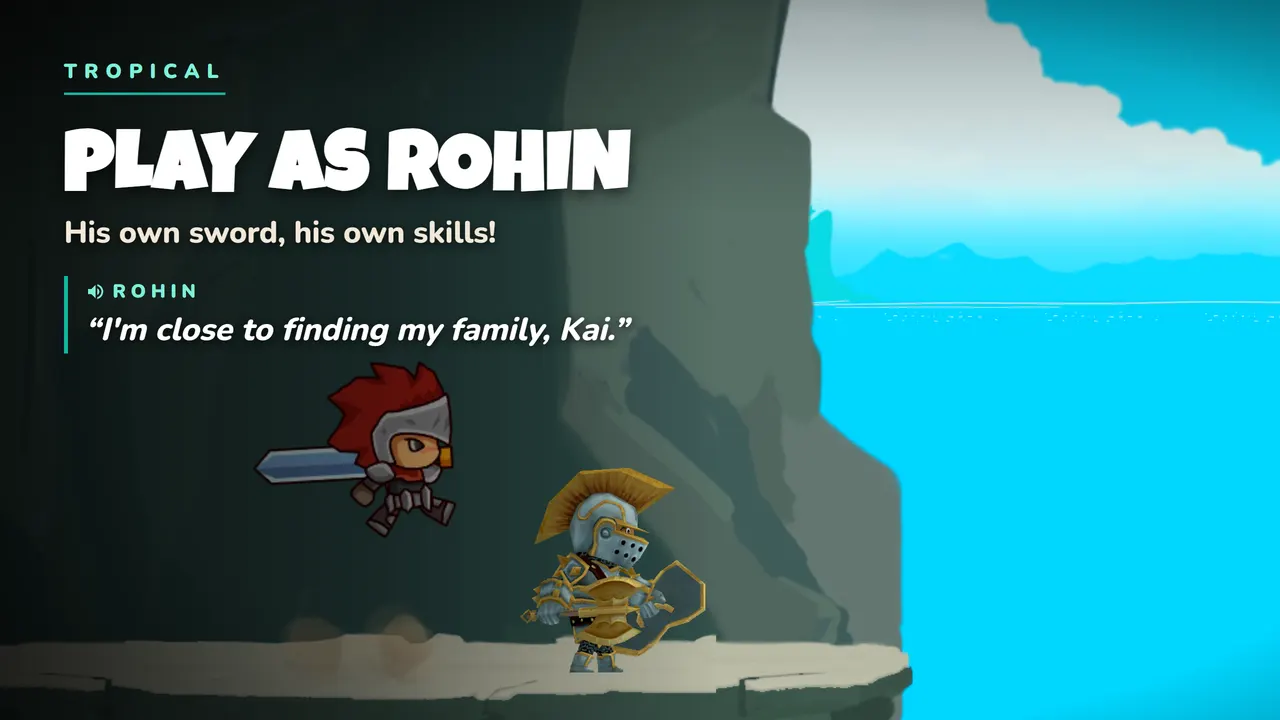 TROPICAL
PLAY AS ROHIN
His own sword, his own skills!
ROHIN
“I'm close to finding my family, Kai.”